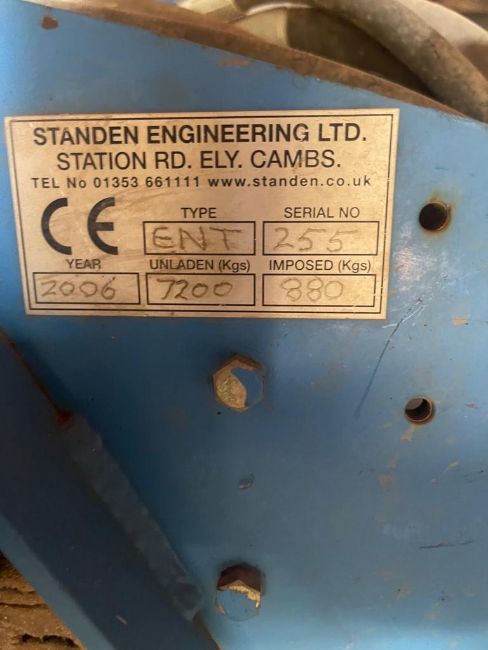 STANDEN ENGINEERING LTD.
STATION RD. ELY. CAMBS.
TEL No 01353 661111 www.standen.co.uk
CE
TYPE SERIAL NO
ENT 255
YEAR UNLADEN (Kgs) IMPOSED (Kgs)
2006 7200 880